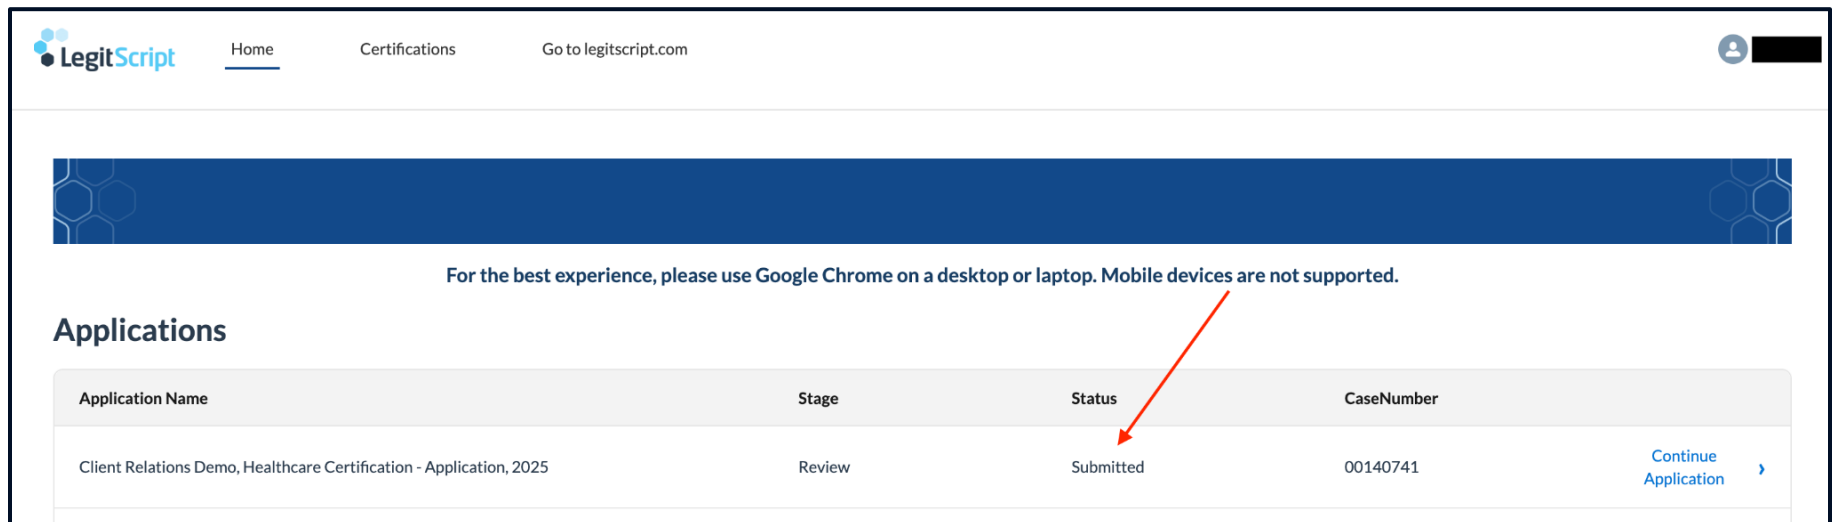 LegitScript
Home
Certifications
Go to legitscript.com
For the best experience, please use Google Chrome on a desktop or laptop. Mobile devices are not supported.
Applications
Application Name
Stage
Status
CaseNumber
Client Relations Demo, Healthcare Certification - Application, 2025
Review
Submitted
00140741
Continue
Application